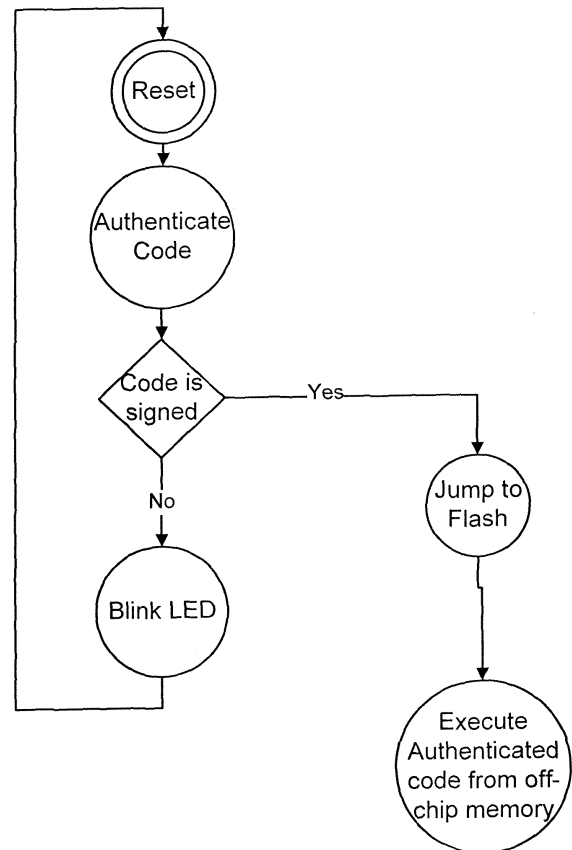 Reset
Authenticate
Code
Code is
signed
Yes
No
Jump to
Flash
Blink LED
Execute
Authenticated
code from off-
chip memory